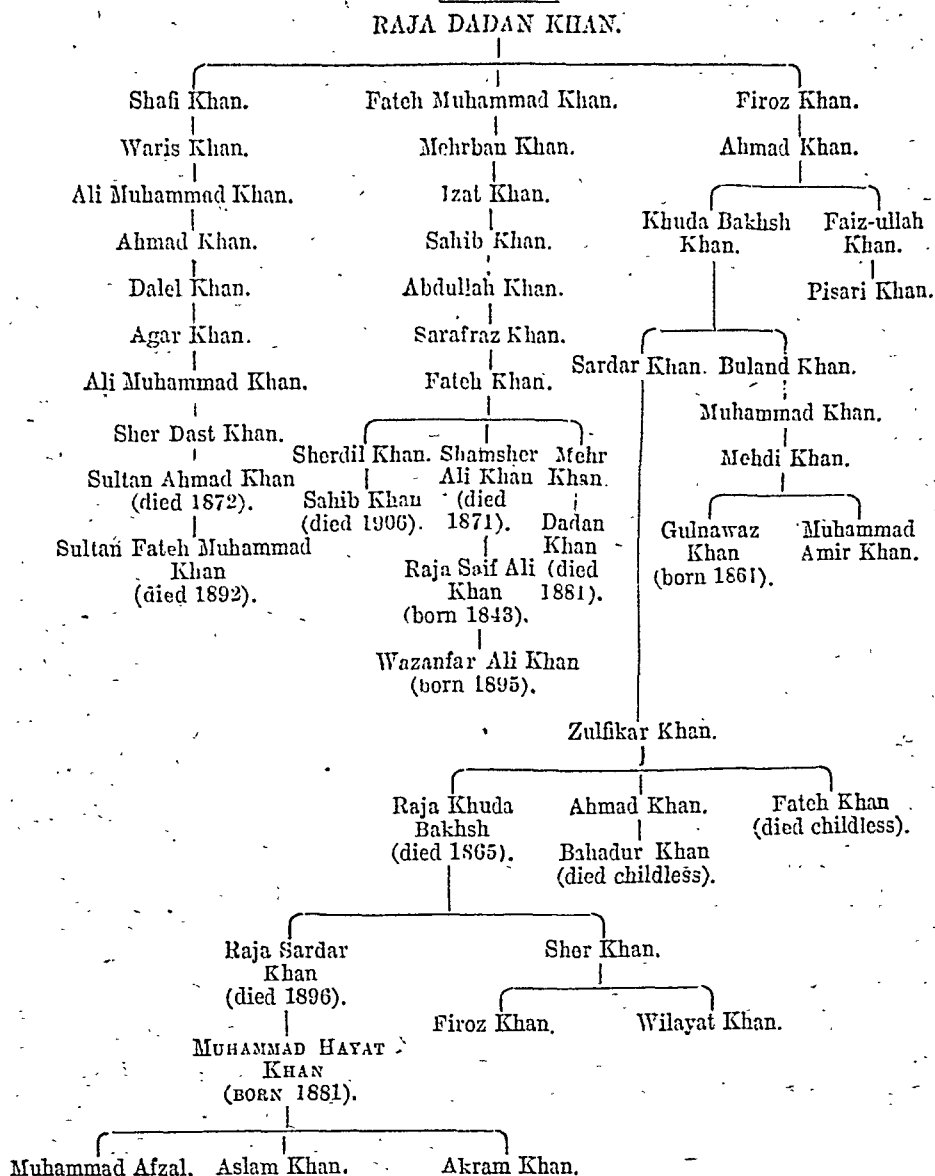 RAJA DADAN KHAN.
Shafi Khan. Fateh Muhammad Khan. Firoz Khan.
Waris Khan. Mehrban Khan. Ahmad Khan.
Ali Muhammad Khan. Izat Khan.
Khuda Bakhsh Faiz-ullah
Ahmad Khan. Sahib Khan. Khan. Khan.
Dalel Khan. Abdullah Khan. Pisari Khan.
Agar Khan. Sarafraz Khan.
Sardar Khan. Buland Khan.
Ali Muhammad Khan. Fateh Khan.
Muhammad Khan.
Sher Dast Khan.
Sherdil Khan. Shamsher Mehr Mehdi Khan.
Sultan Ahmad Khan Ali Khan Khan.
(died 1872). Sahib Khan (died
(died 1906). 1871). Dadan Gulnawaz Muhammad
Sultan Fateh Muhammad Khan Khan Amir Khan.
Khan Raja Saif Ali (died (born 1861).
(died 1892). Khan 1881).
(born 1843).
Wazanfar Ali Khan
(born 1895).
Zulfikar Khan.
Raja Khuda Ahmad Khan. Fateh Khan
Bakhsh (died childless).
(died 1865). Bahadur Khan
(died childless).
Raja Sardar Sher Khan.
Khan
(died 1896).
Firoz Khan. Wilayat Khan.
MUHAMMAD HAYAT
KHAN
(BORN 1881).
Muhammad Afzal. Aslam Khan. Akram Khan.